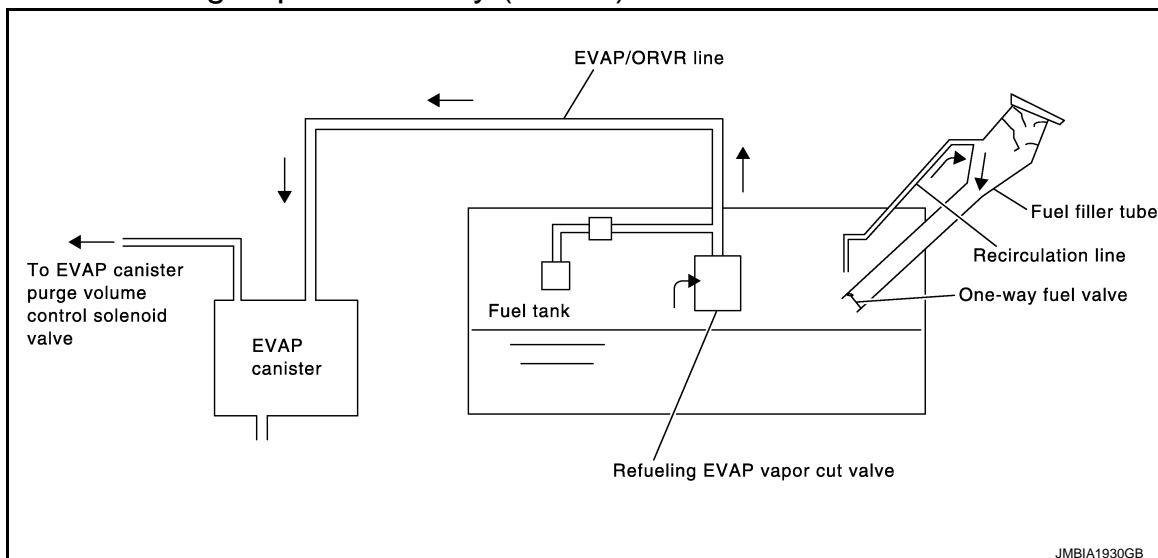 EVAP/ORVR line
Fuel filler tube
Recirculation line
One-way fuel valve
To EVAP canister
purge volume
control solenoid
valve
Fuel tank
EVAP
canister
Refueling EVAP vapor cut valve
JMBIA1930GB